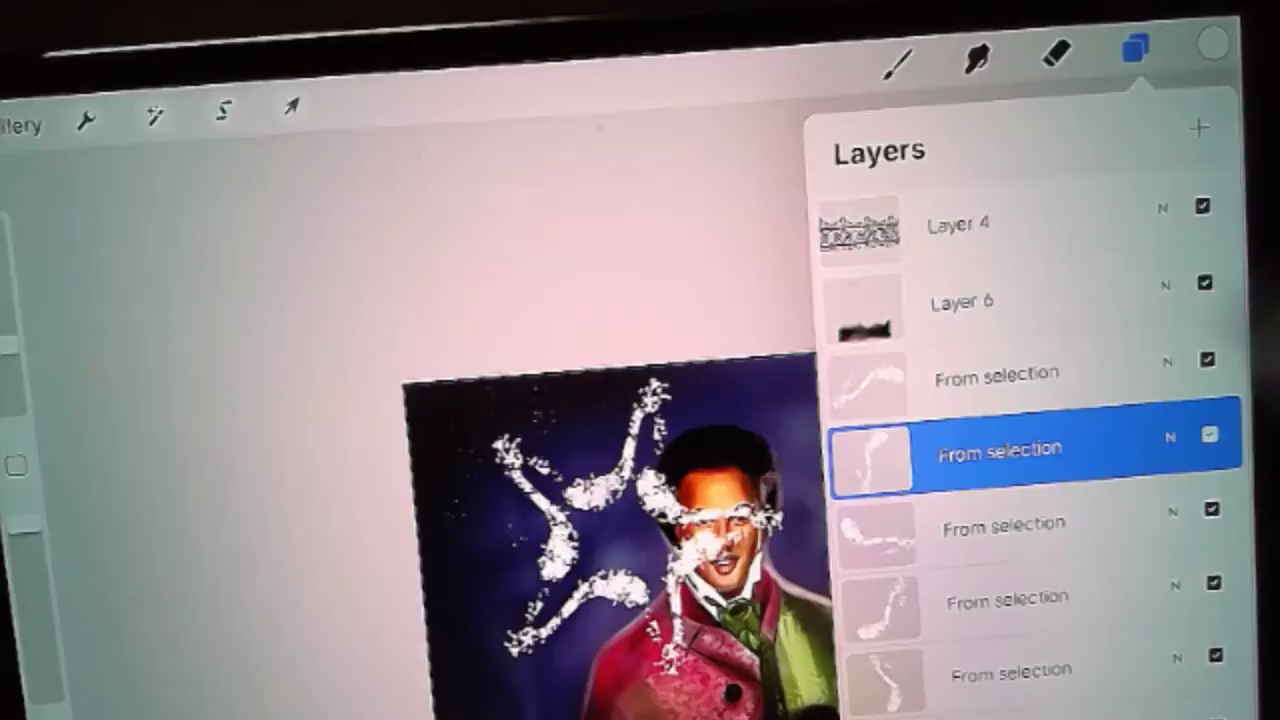 llery
Layers
Layer 4
N
Layer 6
N
From selection
N
From selection
N
From selection
N
From selection
N
From selection
N